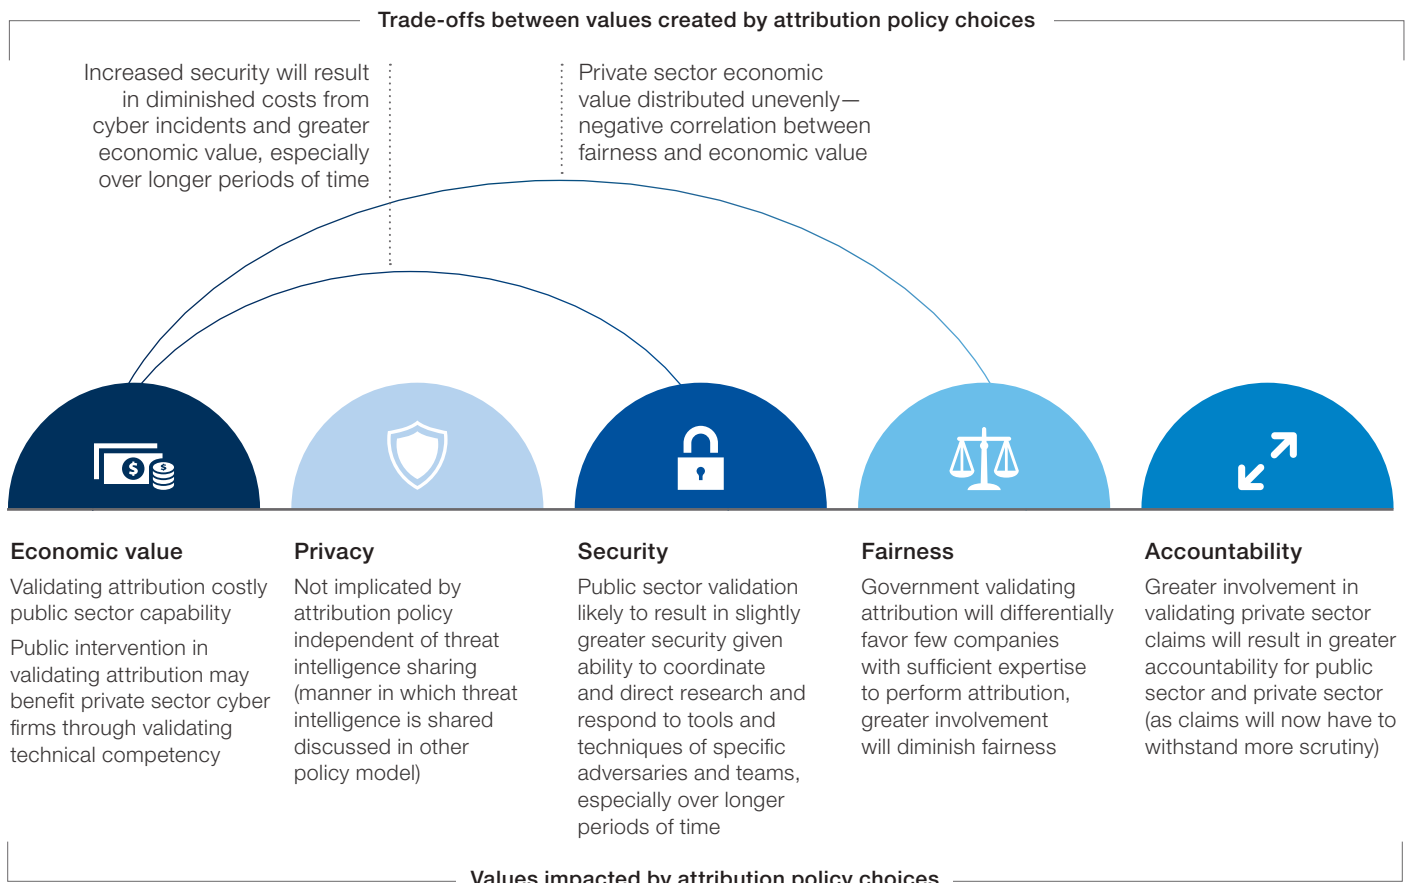 Trade-offs between values created by attribution policy choices
Increased security will result
in diminished costs from
cyber incidents and greater
economic value, especially
over longer periods of time
Private sector economic
value distributed unevenly—
negative correlation between
fairness and economic value
$
$
Economic value
Validating attribution costly
public sector capability
Public intervention in
validating attribution may
benefit private sector cyber
firms through validating
technical competency
Privacy
Not implicated by
attribution policy
independent of threat
intelligence sharing
(manner in which threat
intelligence is shared
discussed in other
policy model)
Security
Public sector validation
likely to result in slightly
greater security given
ability to coordinate
and direct research and
respond to tools and
techniques of specific
adversaries and teams,
especially over longer
periods of time
Fairness
Government validating
attribution will differentially
favor few companies
with sufficient expertise
to perform attribution,
greater involvement
will diminish fairness
Accountability
Greater involvement in
validating private sector
claims will result in greater
accountability for public
sector and private sector
(as claims will now have to
withstand more scrutiny)
Values impacted by attribution policy choices